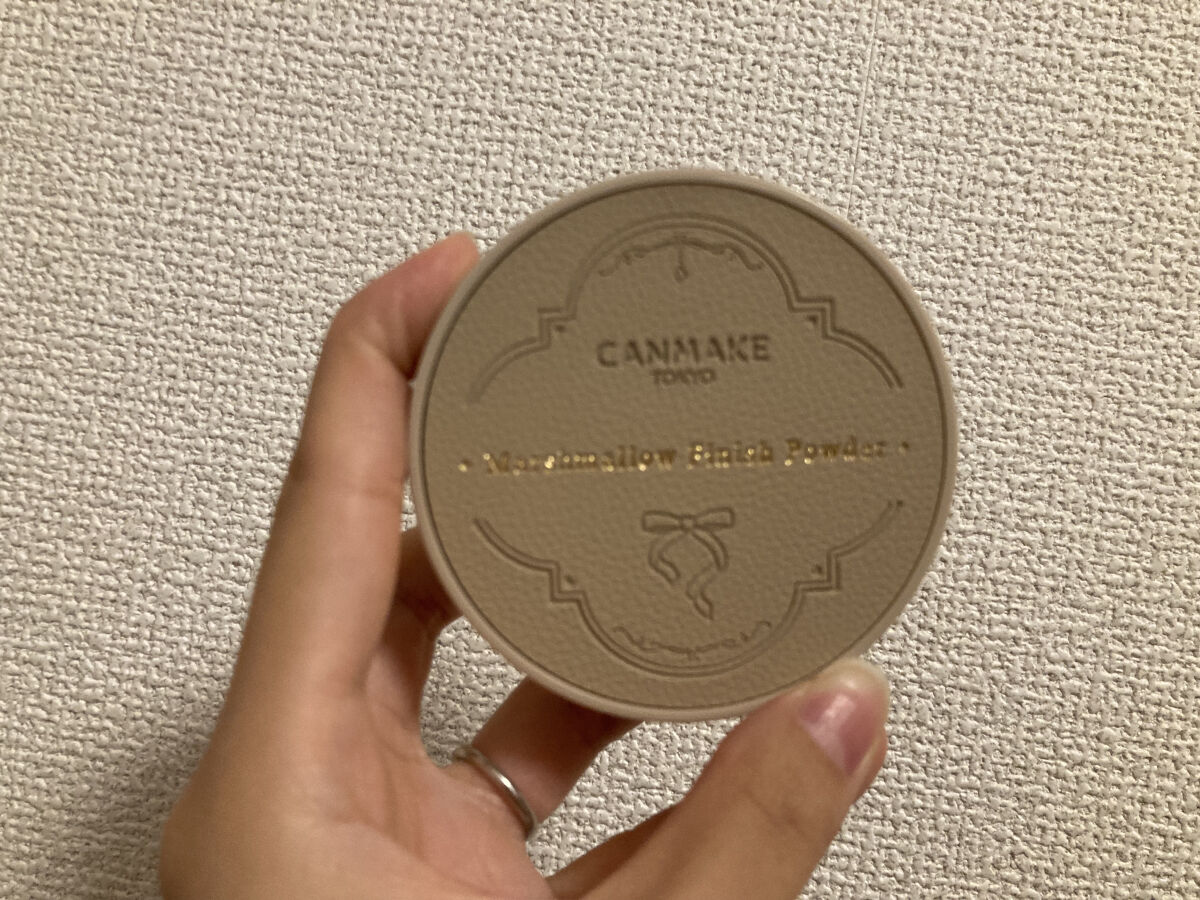 CANMAKE
TOKYO
• Marshmallow Finish Powder •